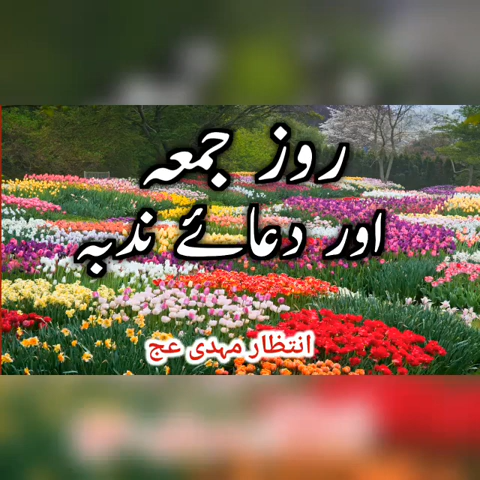 روز جمعہ
اور دعائے ندبہ
انتظار مہدی عج